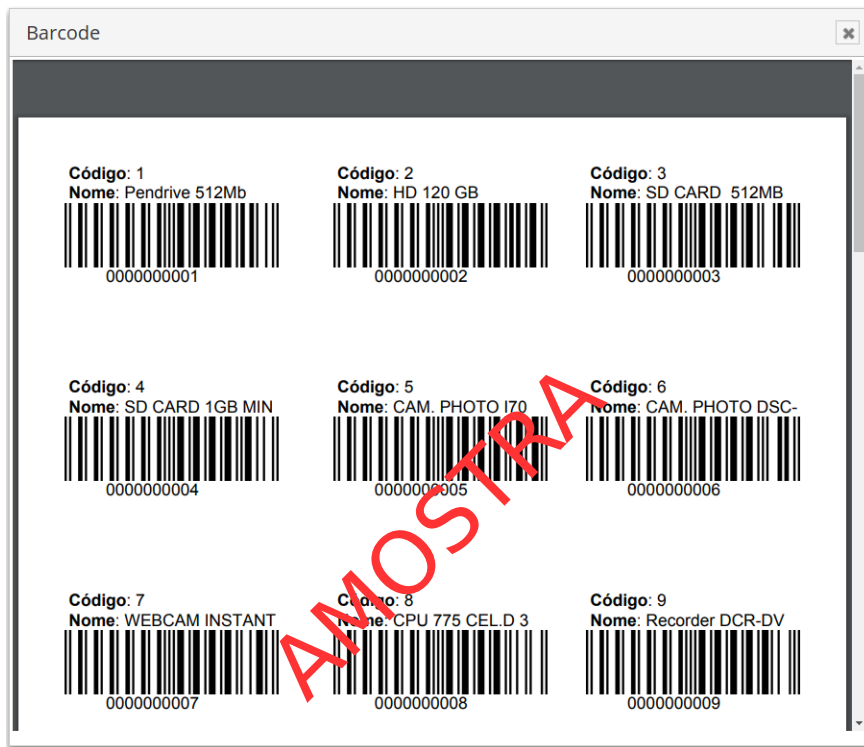 Barcode
Código: 1
Nome: Pendrive 512Mb
0000000001
Código: 2
Nome: HD 120 GB
0000000002
Código: 3
Nome: SD CARD  512MB
0000000003
Código: 4
Nome: SD CARD 1GB MIN
0000000004
Código: 5
Nome: CAM. PHOTO I70
0000000005
Código: 6
Nome: CAM. PHOTO DSC-
0000000006
Código: 7
Nome: WEBCAM INSTANT
0000000007
Código: 8
Nome: CPU 775 CEL.D 3
0000000008
Código: 9
Nome: Recorder DCR-DV
0000000009
AMOSTRA